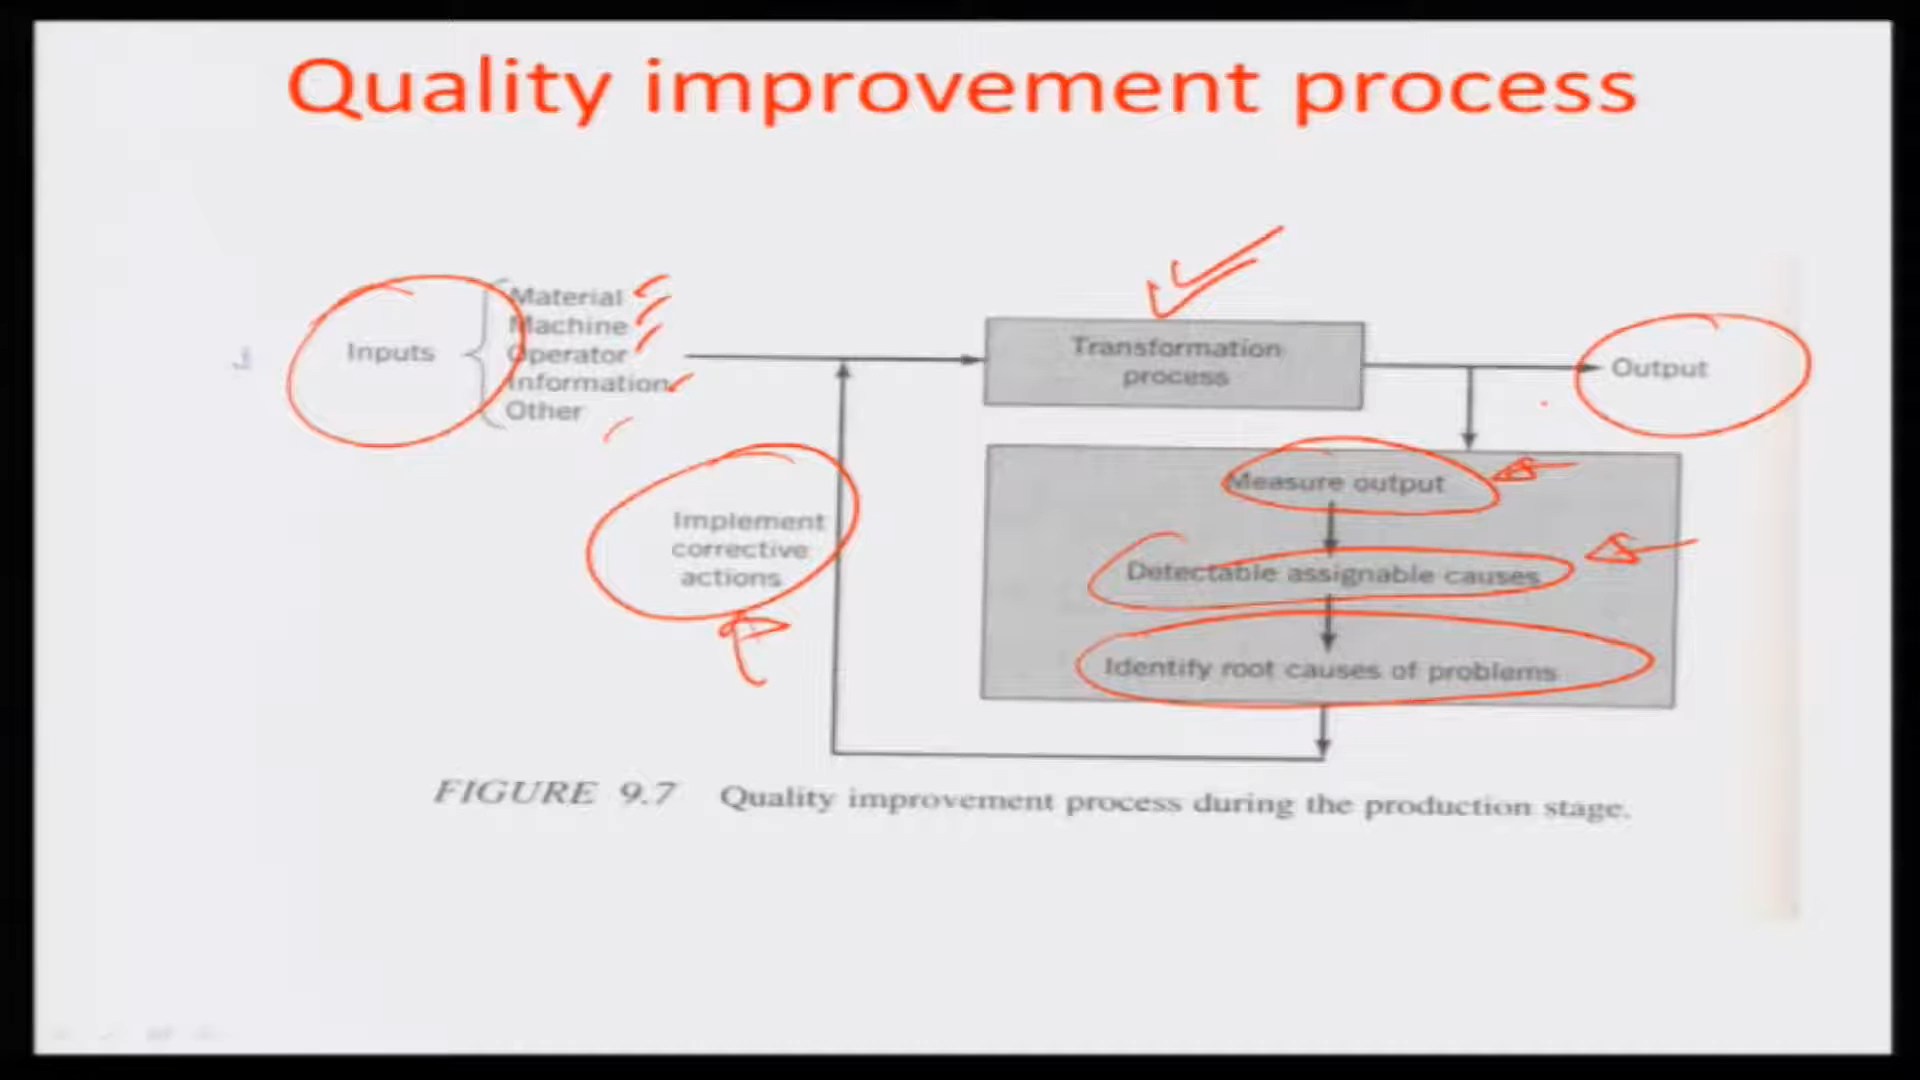 Quality improvement process
Inputs
Material
Machine
Operator
Information
Other
Transformation
process
Output
Measure output
Detectable assignable causes
Identify root causes of problems
Implement
corrective
actions
FIGURE 9.7 Quality improvement process during the production stage.